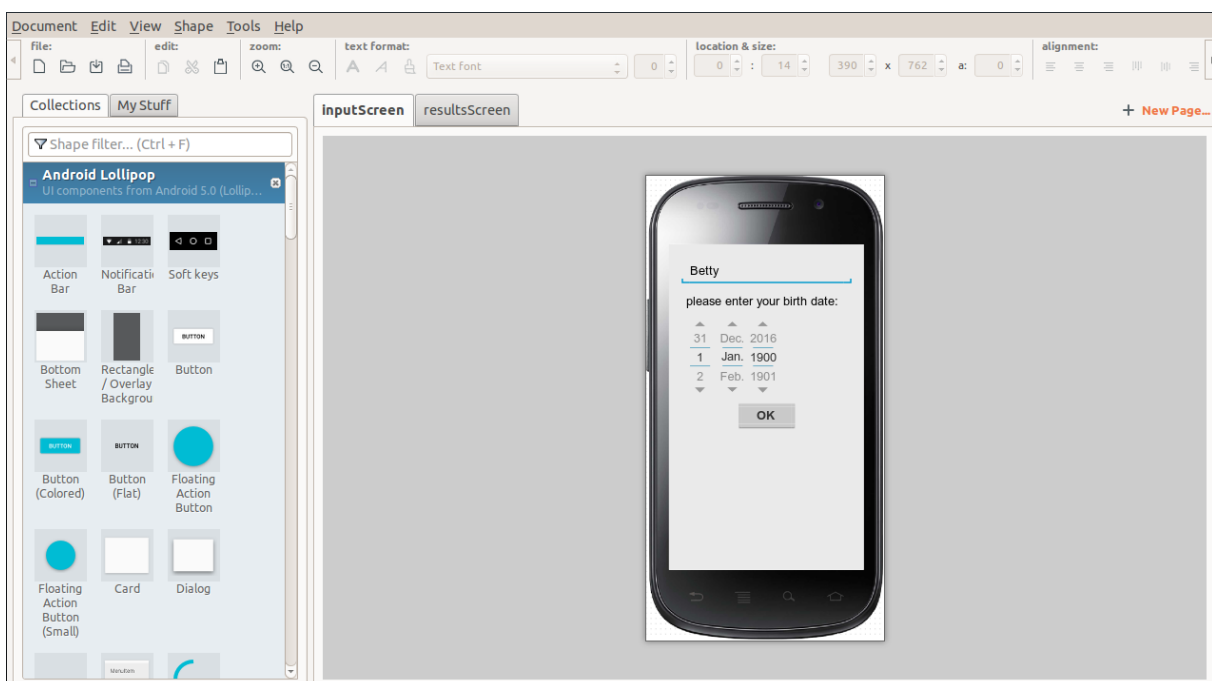 Document Edit View Shape Tools Help
file: edit: zoom: text format: location & size: alignment:
Text font 0 0 : 14 390 x 762 a: 0
Collections My Stuff
inputScreen resultsScreen
+ New Page...
Shape filter... (Ctrl + F)
Android Lollipop
UI components from Android 5.0 (Lollip...
12:30
Action
Bar
Notificatio
Bar
Soft keys
BUTTON
Bottom
Sheet
Rectangle
/ Overlay
Backgrou
Button
BUTTON
BUTTON
Button
(Colored)
Button
(Flat)
Floating
Action
Button
Floating
Action
Button
(Small)
Card
Dialog
Betty
please enter your birth date:
31 Dec. 2016
1 Jan. 1900
2 Feb. 1901
OK